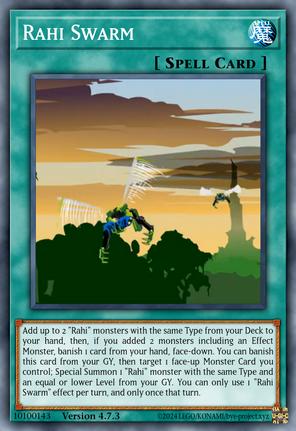 Rahi Swarm
魔
[ Spell Card ]
Add up to 2 "Rahi" monsters with the same Type from your Deck to
your hand, then, if you added 2 monsters including an Effect
Monster, banish 1 card from your hand, face-down. You can banish
this card from your GY, then target 1 face-up Monster Card you
control; Special Summon 1 "Rahi" monster with the same Type and
an equal or lower Level from your GY. You can only use 1 "Rahi
Swarm" effect per turn, and only once that turn.
10100143 Version 4.7.3 ©2024 LEGO/KONAMI/bye-project.xyz